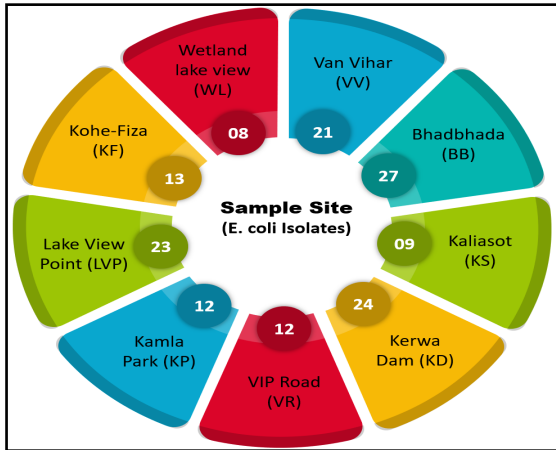 Sample Site
(E. coli Isolates)
Wetland
lake view
(WL)
08
Van Vihar
(VV)
21
Bhadbhada
(BB)
27
Kaliasot
(KS)
09
Kerwa
Dam (KD)
24
VIP Road
(VR)
12
Kamla
Park (KP)
12
Lake View
Point (LVP)
23
Kohe-Fiza
(KF)
13